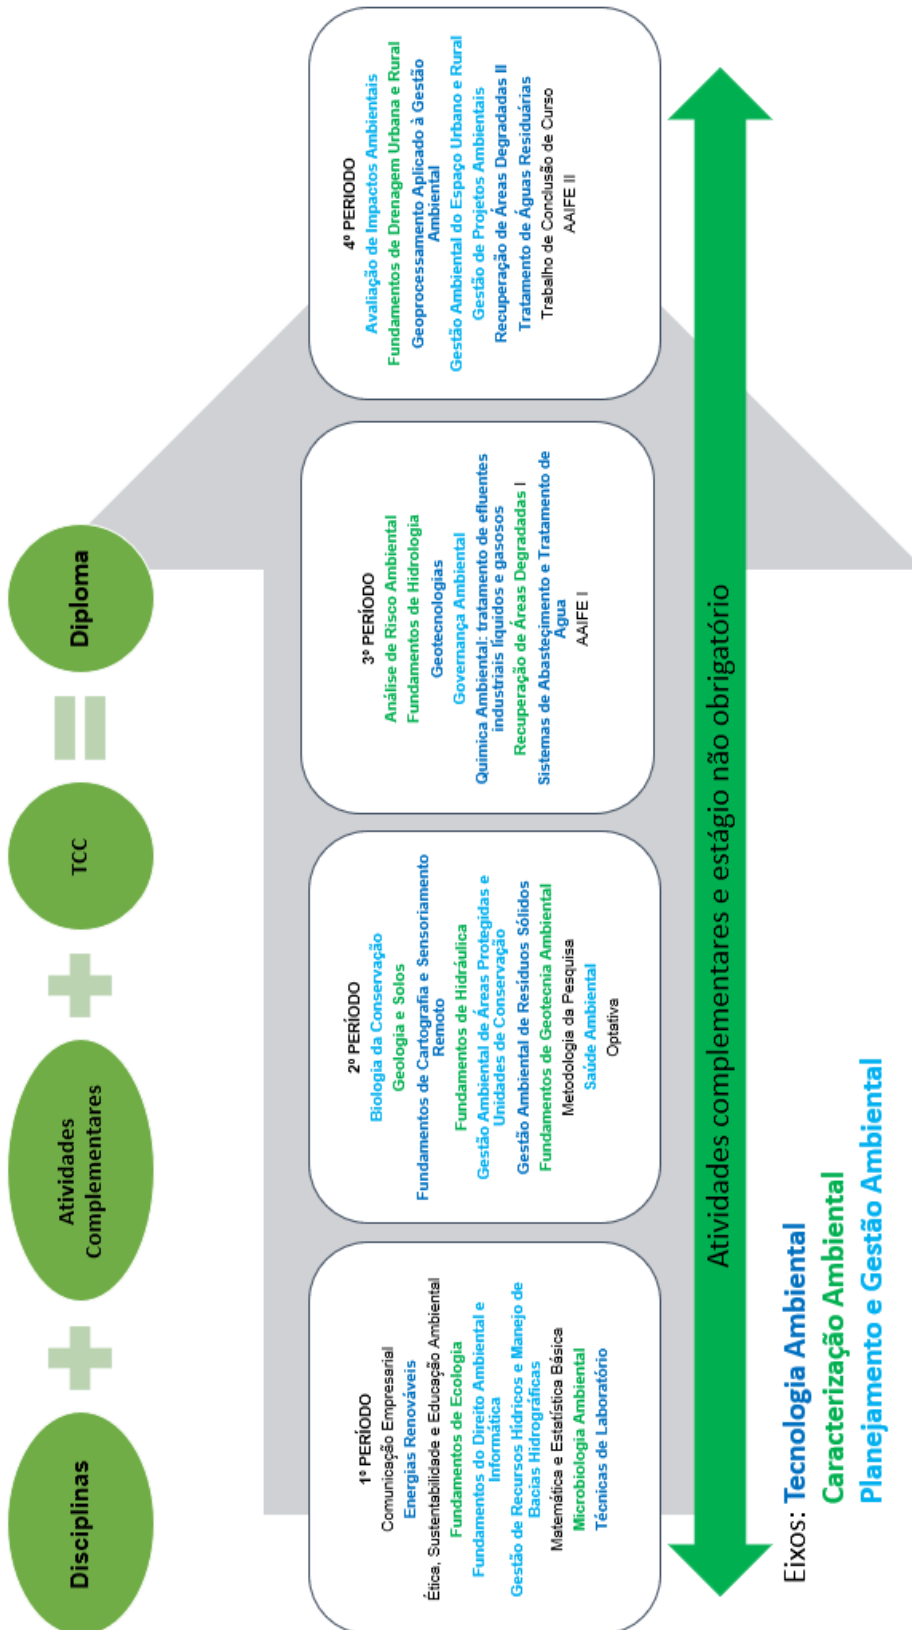 Disciplinas
Atividades
Complementares
TCC
Diploma
1º PERÍODO
Comunicação Empresarial
Energias Renováveis
Ética, Sustentabilidade e Educação Ambiental
Fundamentos de Ecologia
Fundamentos do Direito Ambiental e
Informática
Gestão de Recursos Hídricos e Manejo de
Bacias Hidrográficas
Matemática e Estatística Básica
Microbiologia Ambiental
Técnicas de Laboratório
2º PERÍODO
Biologia da Conservação
Geologia e Solos
Fundamentos de Cartografia e Sensoriamento
Remoto
Fundamentos de Hidráulica
Gestão Ambiental de Áreas Protegidas e
Unidades de Conservação
Gestão Ambiental de Resíduos Sólidos
Fundamentos de Geotecnia Ambiental
Metodologia da Pesquisa
Saúde Ambiental
Optativa
3º PERÍODO
Análise de Risco Ambiental
Fundamentos de Hidrologia
Geotecnologias
Governança Ambiental
Quimica Ambiental: tratamento de efluentes
industriais líquidos e gasosos
Recuperação de Áreas Degradadas I
Sistemas de Abastecimento e Tratamento de
Água
AAIFE I
4º PERIODO
Avaliação de Impactos Ambientais
Fundamentos de Drenagem Urbana e Rural
Geoprocessamento Aplicado à Gestão
Ambiental
Gestão Ambiental do Espaço Urbano e Rural
Gestão de Projetos Ambientais
Recuperação de Áreas Degradadas II
Tratamento de Águas Residuárias
Trabalho de Conclusão de Curso
AAIFE II
Atividades complementares e estágio não obrigatório
Eixos: Tecnologia Ambiental
Caracterização Ambiental
Planejamento e Gestão Ambiental